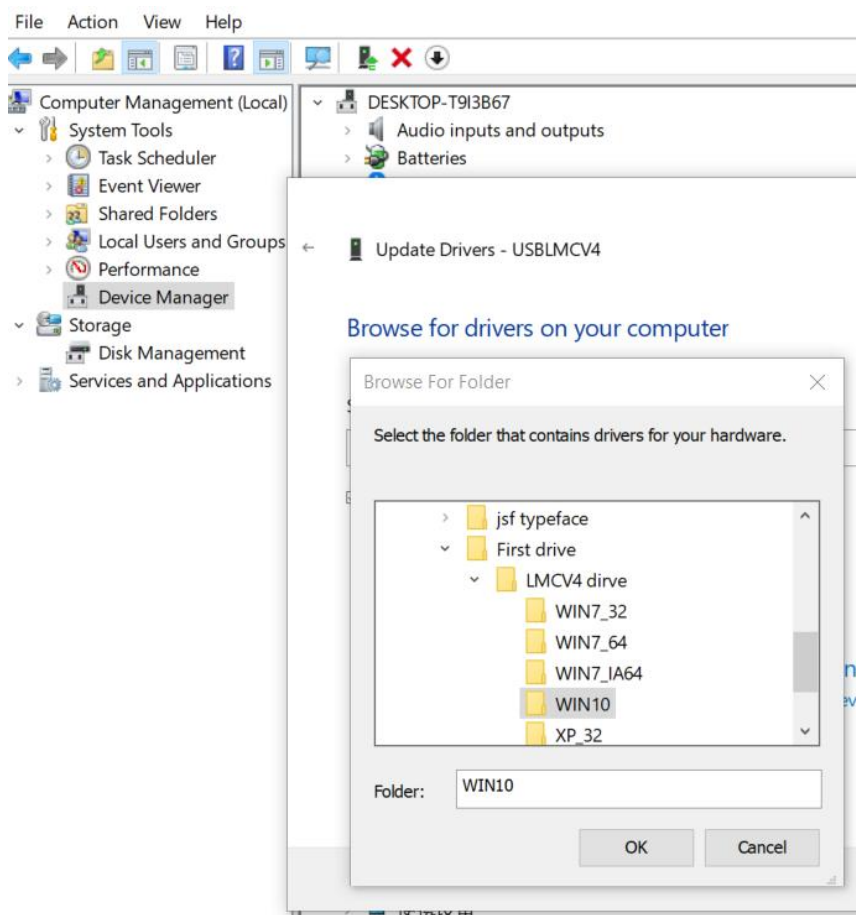 File Action View Help
Computer Management (Local)
System Tools
Task Scheduler
Event Viewer
Shared Folders
Local Users and Groups
Performance
Device Manager
Storage
Disk Management
Services and Applications
DESKTOP-T9I3B67
Audio inputs and outputs
Batteries
Update Drivers - USBLMCV4
Browse for drivers on your computer
Browse For Folder
Select the folder that contains drivers for your hardware.
jsf typeface
First drive
LMCV4 dirve
WIN7_32
WIN7_64
WIN7_IA64
WIN10
XP_32
Folder: WIN10
OK Cancel